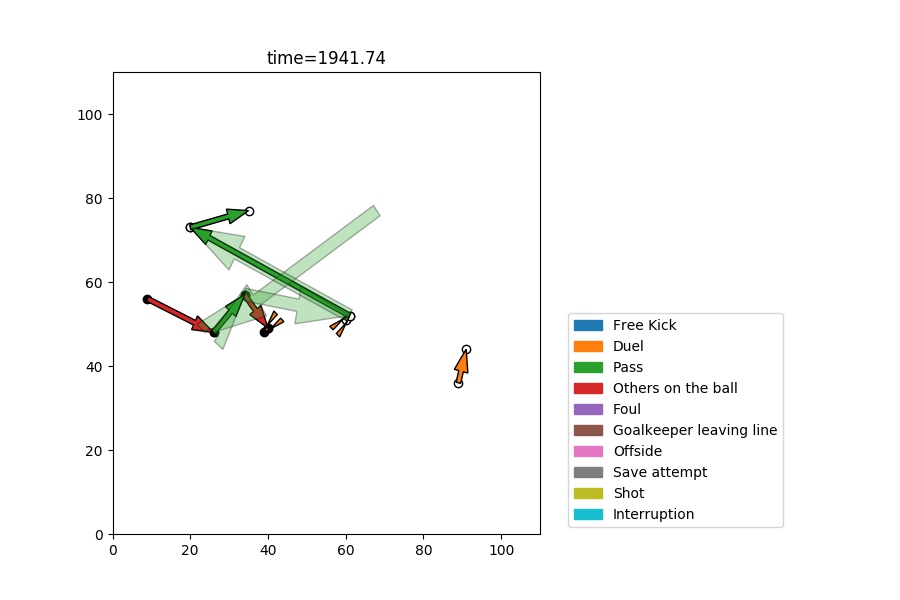 time=1941.74
100
80
60
40
20
0
0 20 40 60 80 100
Free Kick
Duel
Pass
Others on the ball
Foul
Goalkeeper leaving line
Offside
Save attempt
Shot
Interruption